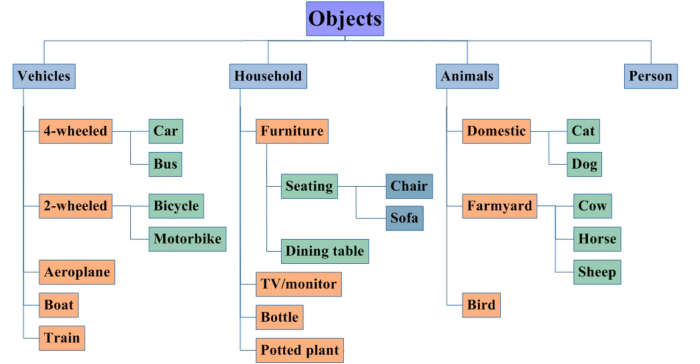 Objects
Vehicles
Household
Animals
Person
4-wheeled
Car
Bus
2-wheeled
Bicycle
Motorbike
Aeroplane
Boat
Train
Furniture
Seating
Chair
Sofa
Dining table
TV/monitor
Bottle
Potted plant
Domestic
Cat
Dog
Farmyard
Cow
Horse
Sheep
Bird